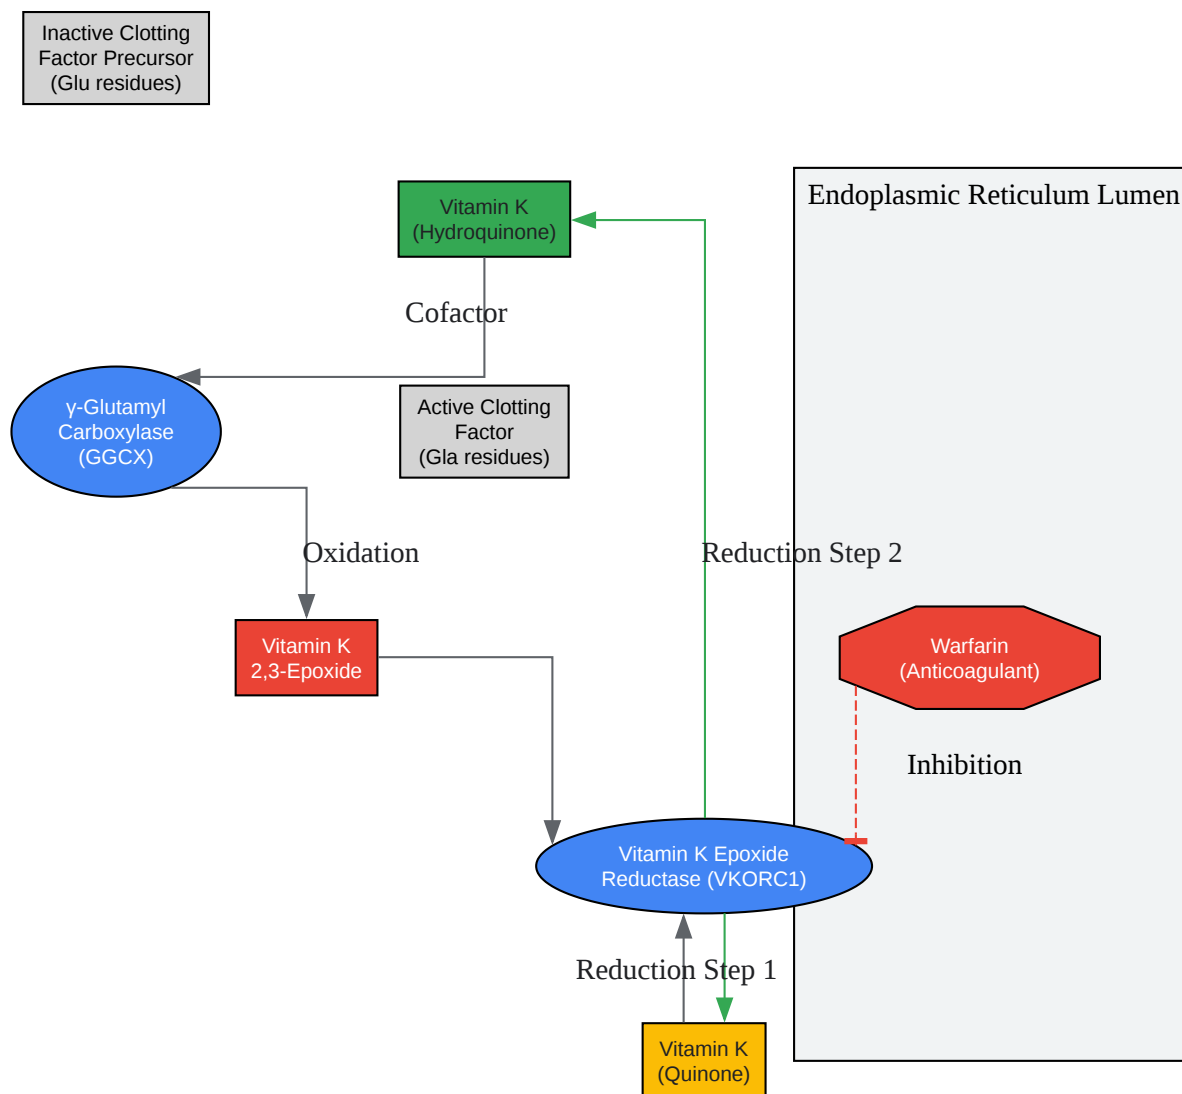 Inactive Clotting
Factor Precursor
(Glu residues)
Endoplasmic Reticulum Lumen
Vitamin K
(Hydroquinone)
Cofactor
γ-Glutamyl
Carboxylase
(GGCX)
Active Clotting
Factor
(Gla residues)
Oxidation
Reduction Step 2
Vitamin K
2,3-Epoxide
Warfarin
(Anticoagulant)
Inhibition
Vitamin K Epoxide
Reductase (VKORC1)
Reduction Step 1
Vitamin K
(Quinone)